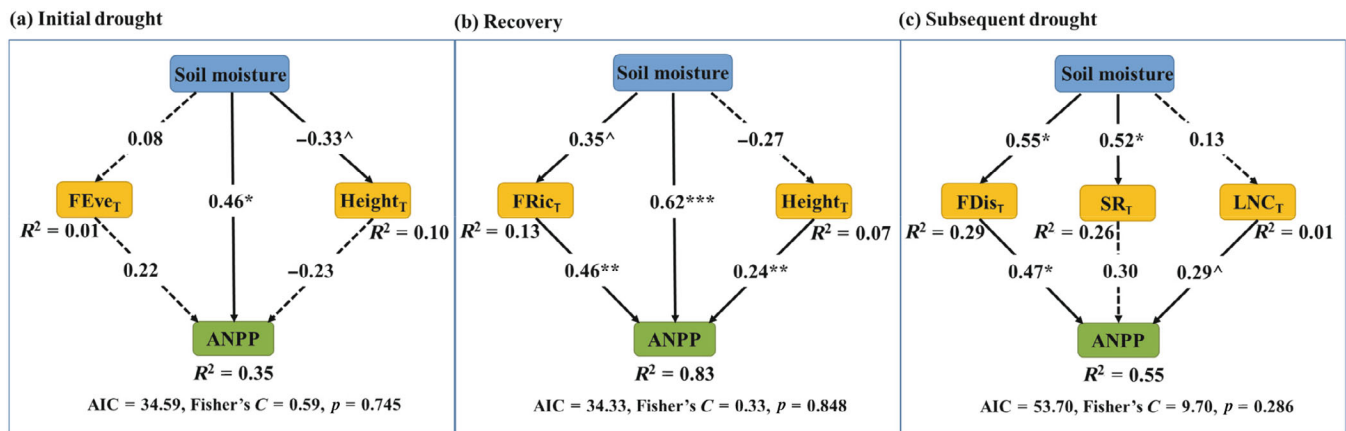 (a) Initial drought
Soil moisture
0.08
−0.33^
FEve_T
0.46*
Height_T
R² = 0.01
R² = 0.10
0.22
−0.23
ANPP
R² = 0.35
AIC = 34.59, Fisher's C = 0.59, p = 0.745
(b) Recovery
Soil moisture
0.35^
−0.27
FRic_T
0.62***
Height_T
R² = 0.13
R² = 0.07
0.46**
0.24**
ANPP
R² = 0.83
AIC = 34.33, Fisher's C = 0.33, p = 0.848
(c) Subsequent drought
Soil moisture
0.55*
0.52*
0.13
FDis_T
SR_T
LNC_T
R² = 0.29
R² = 0.26
R² = 0.01
0.47*
0.30
0.29^
ANPP
R² = 0.55
AIC = 53.70, Fisher's C = 9.70, p = 0.286